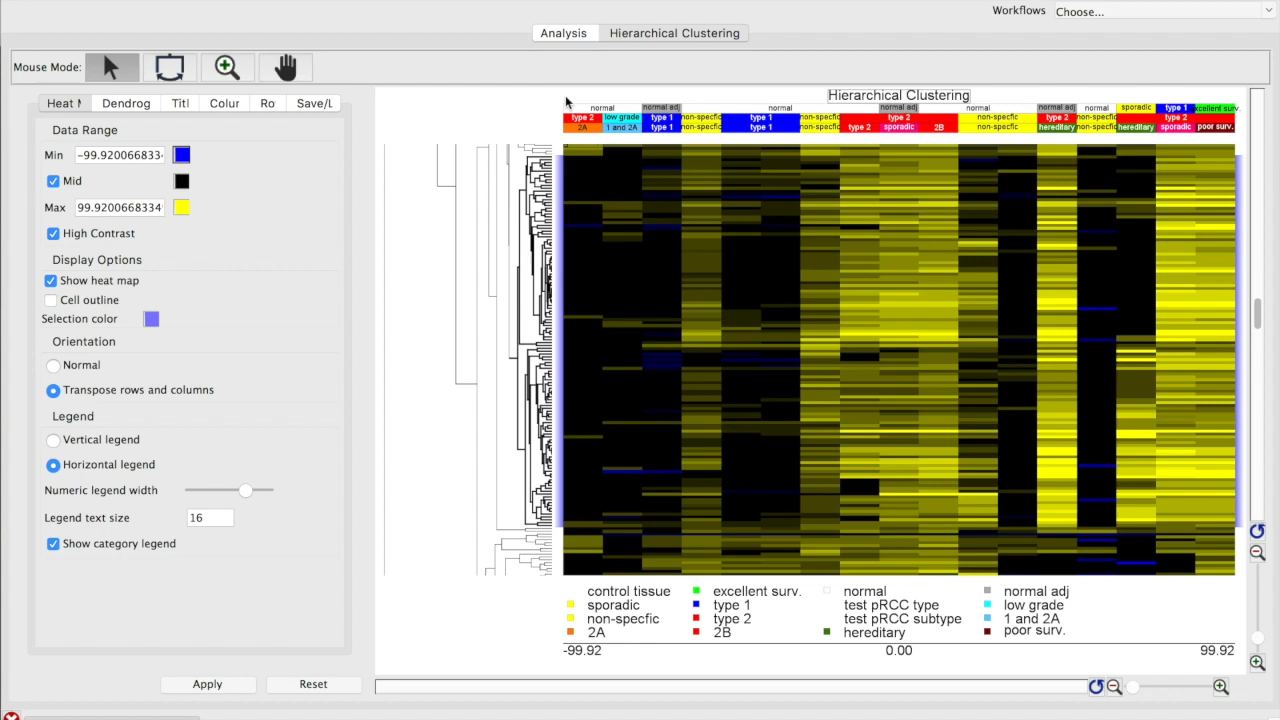 Workflows Choose...
Analysis Hierarchical Clustering
Mouse Mode:
Heat M Dendrog Titl Colur Ro Save/L
Data Range
Min -99.920066833
Mid
Max 99.920066834
High Contrast
Display Options
Show heat map
Cell outline
Selection color
Orientation
Normal
Transpose rows and columns
Legend
Vertical legend
Horizontal legend
Numeric legend width
Legend text size 16
Show category legend
Apply Reset
Hierarchical Clustering
normal normal adj normal normal adj normal normal adj normal sporadic type 1 excellent surv.
type 2 low grade type 1 non-specfic type 1 non-specfic type 2 non-specfic type 2 non-specfic type 2
2A 1 and 2A type 1 non-specfic type 1 non-specfic type 2 sporadic 2B non-specfic hereditary non-specfic hereditary sporadic poor surv.
control tissue excellent surv. normal normal adj
sporadic type 1 test pRCC type low grade
non-specfic type 2 test pRCC subtype 1 and 2A
2A 2B hereditary poor surv.
-99.92 0.00 99.92